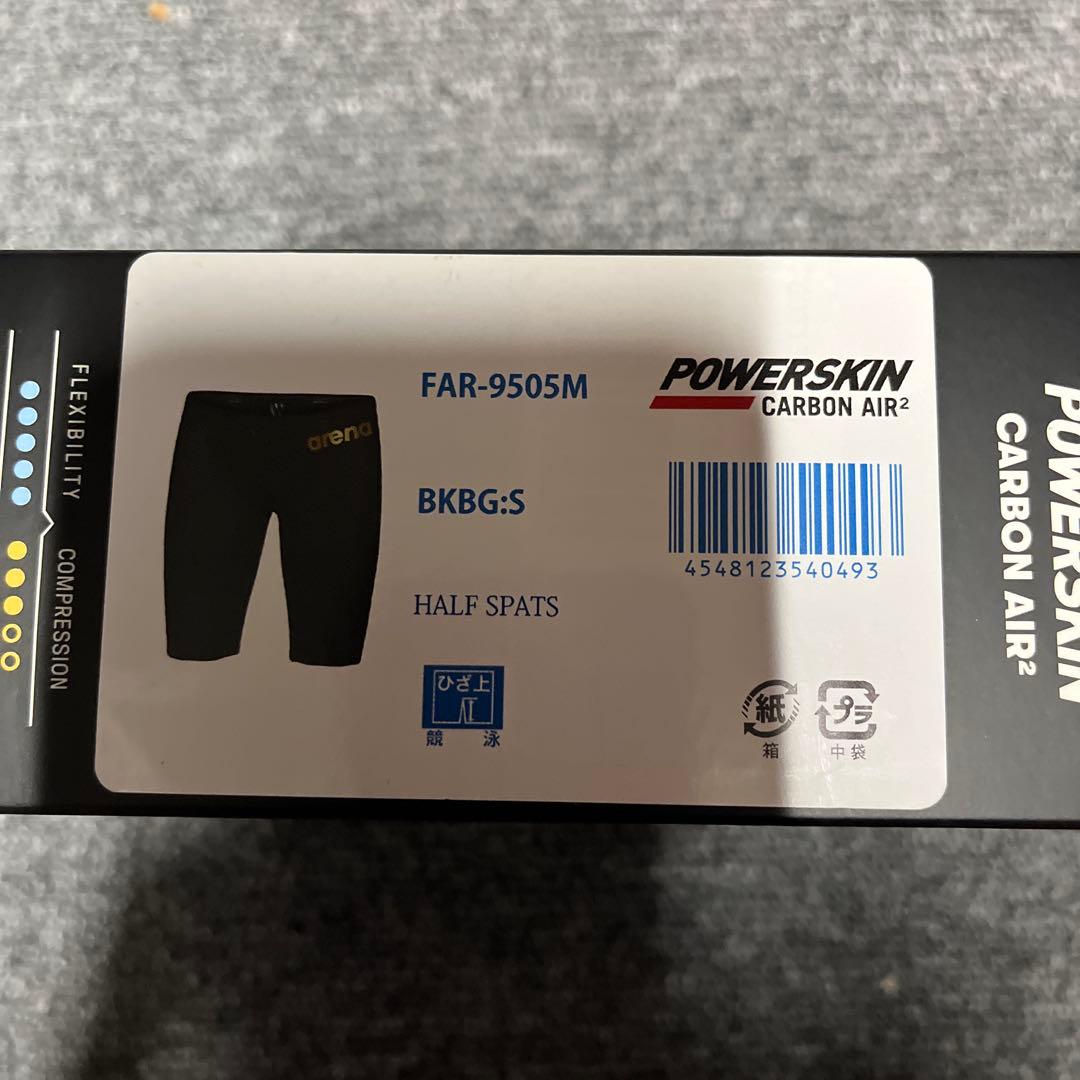 FLEXIBILITY
COMPRESSION
arena
FAR-9505M
BKBG:S
HALF SPATS
ひざ上
競 泳
POWERSKIN
CARBON AIR²
4548123540493
紙
箱
プラ
中袋
POWERSKIN
CARBON AIR²